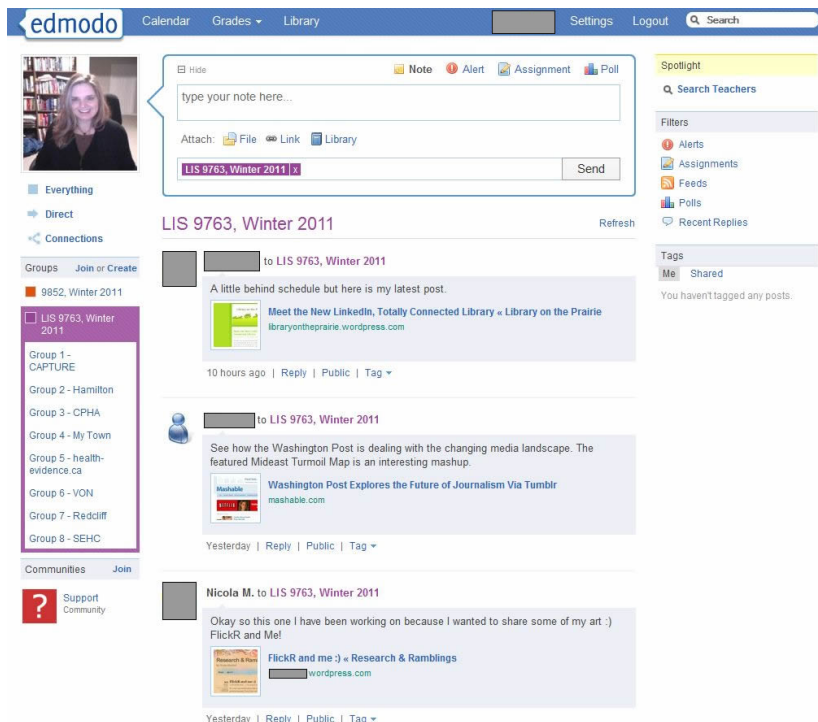 edmodo
Calendar Grades Library Settings Logout Search
Hide Note Alert Assignment Poll
type your note here...
Attach: File Link Library
LIS 9763, Winter 2011 x Send
Everything
Direct
Connections
Groups Join or Create
9852, Winter 2011
LIS 9763, Winter
2011
Group 1 -
CAPTURE
Group 2 - Hamilton
Group 3 - CPHA
Group 4 - My Town
Group 5 - health-
evidence.ca
Group 6 - VON
Group 7 - Redcliff
Group 8 - SEHC
Communities Join
?
Support
Community
LIS 9763, Winter 2011 Refresh
to LIS 9763, Winter 2011
A little behind schedule but here is my latest post.
Meet the New LinkedIn, Totally Connected Library « Library on the Prairie
libraryontheprairie.wordpress.com
10 hours ago | Reply | Public | Tag
to LIS 9763, Winter 2011
See how the Washington Post is dealing with the changing media landscape. The
featured Mideast Turmoil Map is an interesting mashup.
Mashable
Washington Post Explores the Future of Journalism Via Tumblr
mashable.com
Yesterday | Reply | Public | Tag
Nicola M. to LIS 9763, Winter 2011
Okay so this one I have been working on because I wanted to share some of my art :)
FlickR and Me!
Research & Ram
FlickR and me :) « Research & Ramblings
wordpress.com
Yesterday | Reply | Public | Tag
Spotlight
Search Teachers
Filters
Alerts
Assignments
Feeds
Polls
Recent Replies
Tags
Me Shared
You haven't tagged any posts.